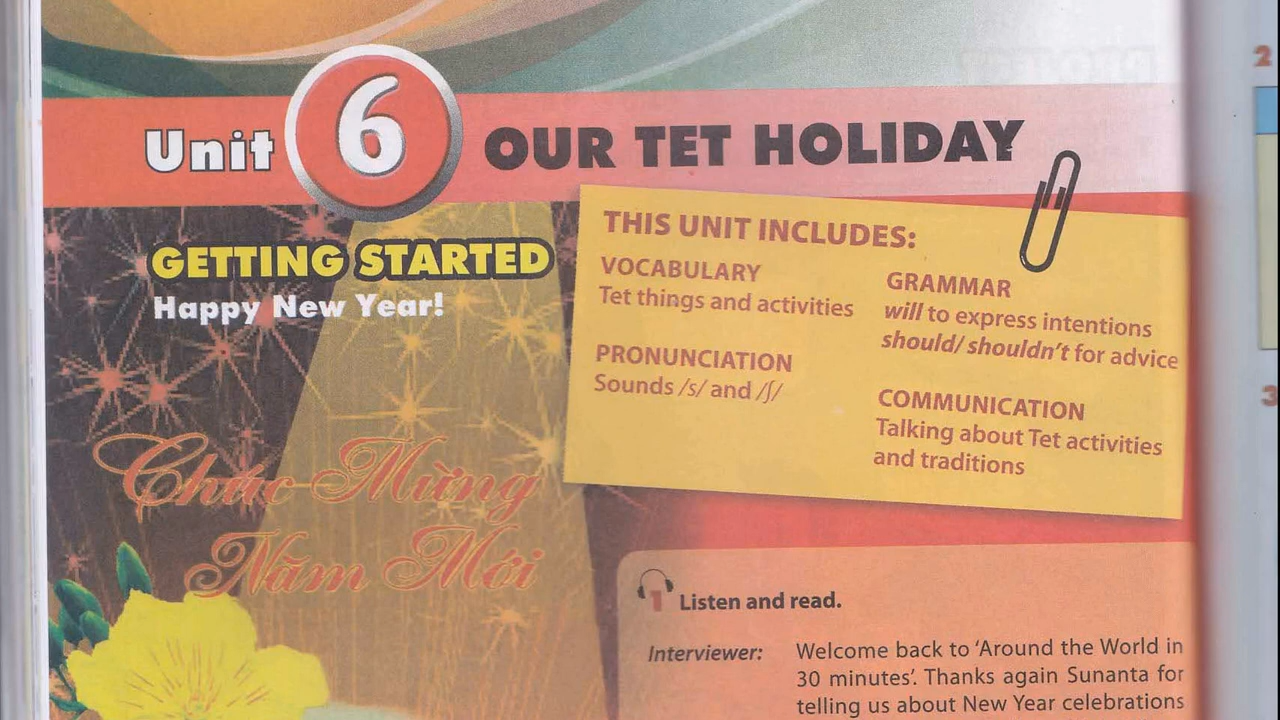 Unit 6 OUR TET HOLIDAY
GETTING STARTED
Happy New Year!
Chúc Mừng
Năm Mới
THIS UNIT INCLUDES:
VOCABULARY
Tet things and activities
PRONUNCIATION
Sounds /s/ and /ʃ/
GRAMMAR
will to express intentions
should/ shouldn't for advice
COMMUNICATION
Talking about Tet activities
and traditions
1 Listen and read.
Interviewer: Welcome back to 'Around the World in
30 minutes'. Thanks again Sunanta for
telling us about New Year celebrations
2
3